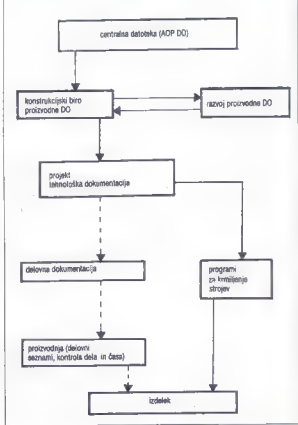 centralna datoteka (AOP DO)
konstrukcijski biro
proizvodne DO
razvoj proizvodne DO
projekt
tehnološka dokumentacija
delovna dokumentacija
programi
za krmiljenje
strojev
proizvodnja (delovni
seznami, kontrola dela in časa)
izdelek